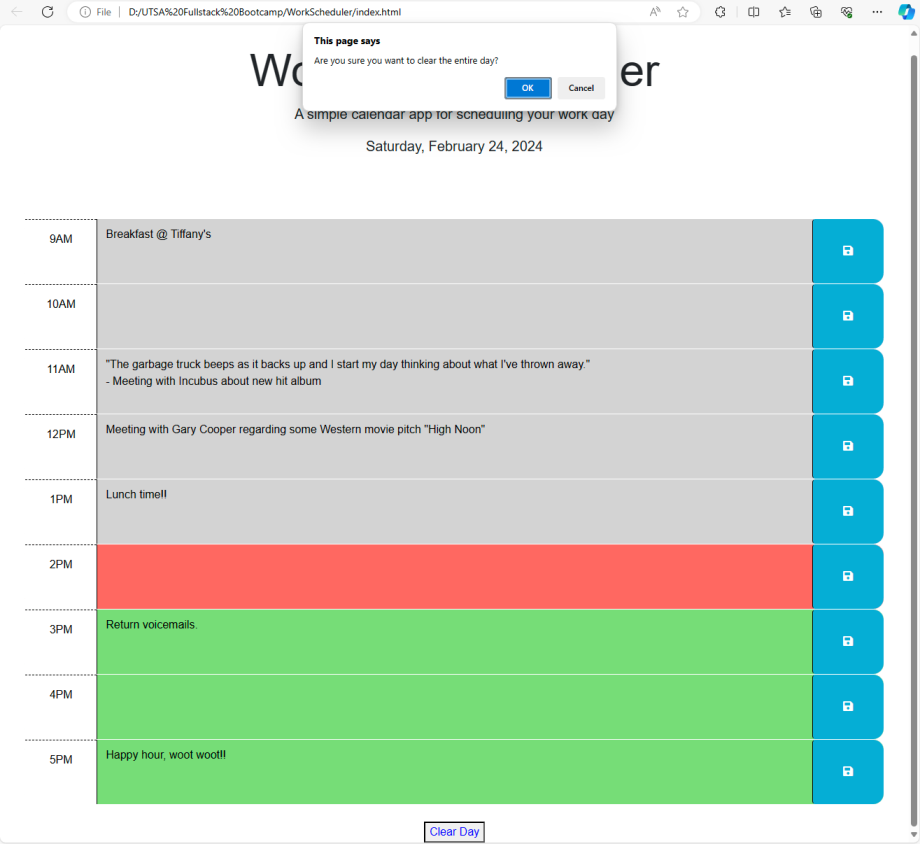 File
D:/UTSA%20Fullstack%20Bootcamp/WorkScheduler/index.html
This page says
Are you sure you want to clear the entire day?
OK
Cancel
A simple calendar app for scheduling your work day
Saturday, February 24, 2024
9AM
Breakfast @ Tiffany's
10AM
11AM
"The garbage truck beeps as it backs up and I start my day thinking about what I've thrown away."
- Meeting with Incubus about new hit album
12PM
Meeting with Gary Cooper regarding some Western movie pitch "High Noon"
1PM
Lunch time!!
2PM
3PM
Return voicemails.
4PM
5PM
Happy hour, woot woot!!
Clear Day